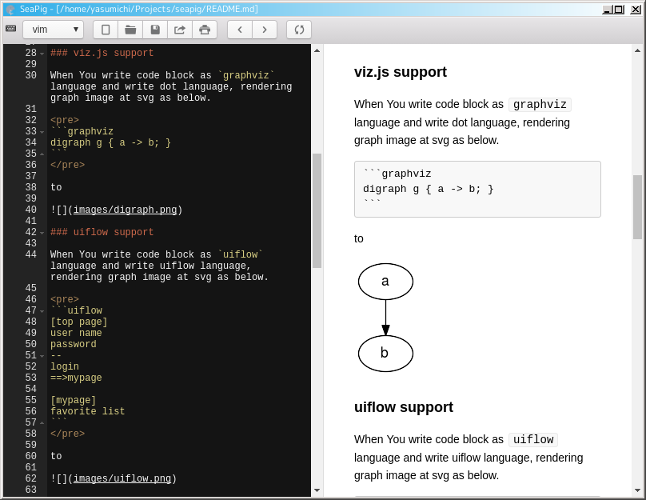 SeaPig - [/home/yasumichi/Projects/seapig/README.md]
vim
28 ### viz.js support
29
30 When You write code block as `graphviz`
language and write dot language, rendering
graph image at svg as below.
31
32 <pre>
33 ```graphviz
34 digraph g { a -> b; }
35 ```
36 </pre>
37
38 to
39
40 ![](images/digraph.png)
41
42 ### uiflow support
43
44 When You write code block as `uiflow`
language and write uiflow language,
rendering graph image at svg as below.
45
46 <pre>
47 ```uiflow
48 [top page]
49 user name
50 password
51 --
52 login
53 ==>mypage
54
55 [mypage]
56 favorite list
57 ```
58 </pre>
59
60 to
61
62 ![](images/uiflow.png)
63
viz.js support
When You write code block as graphviz
language and write dot language, rendering
graph image at svg as below.
```graphviz
digraph g { a -> b; }
```
to
a
b
uiflow support
When You write code block as uiflow
language and write uiflow language, rendering
graph image at svg as below.